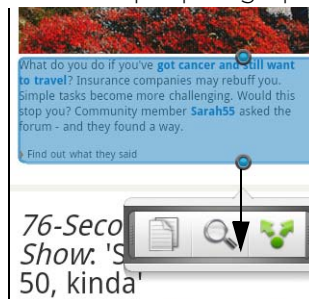 What do you do if you've got cancer and still want
to travel? Insurance companies may rebuff you.
Simple tasks become more challenging. Would this
stop you? Community member Sarah55 asked the
forum - and they found a way.
› Find out what they said
76-Seco
Show: 'S
50, kinda'